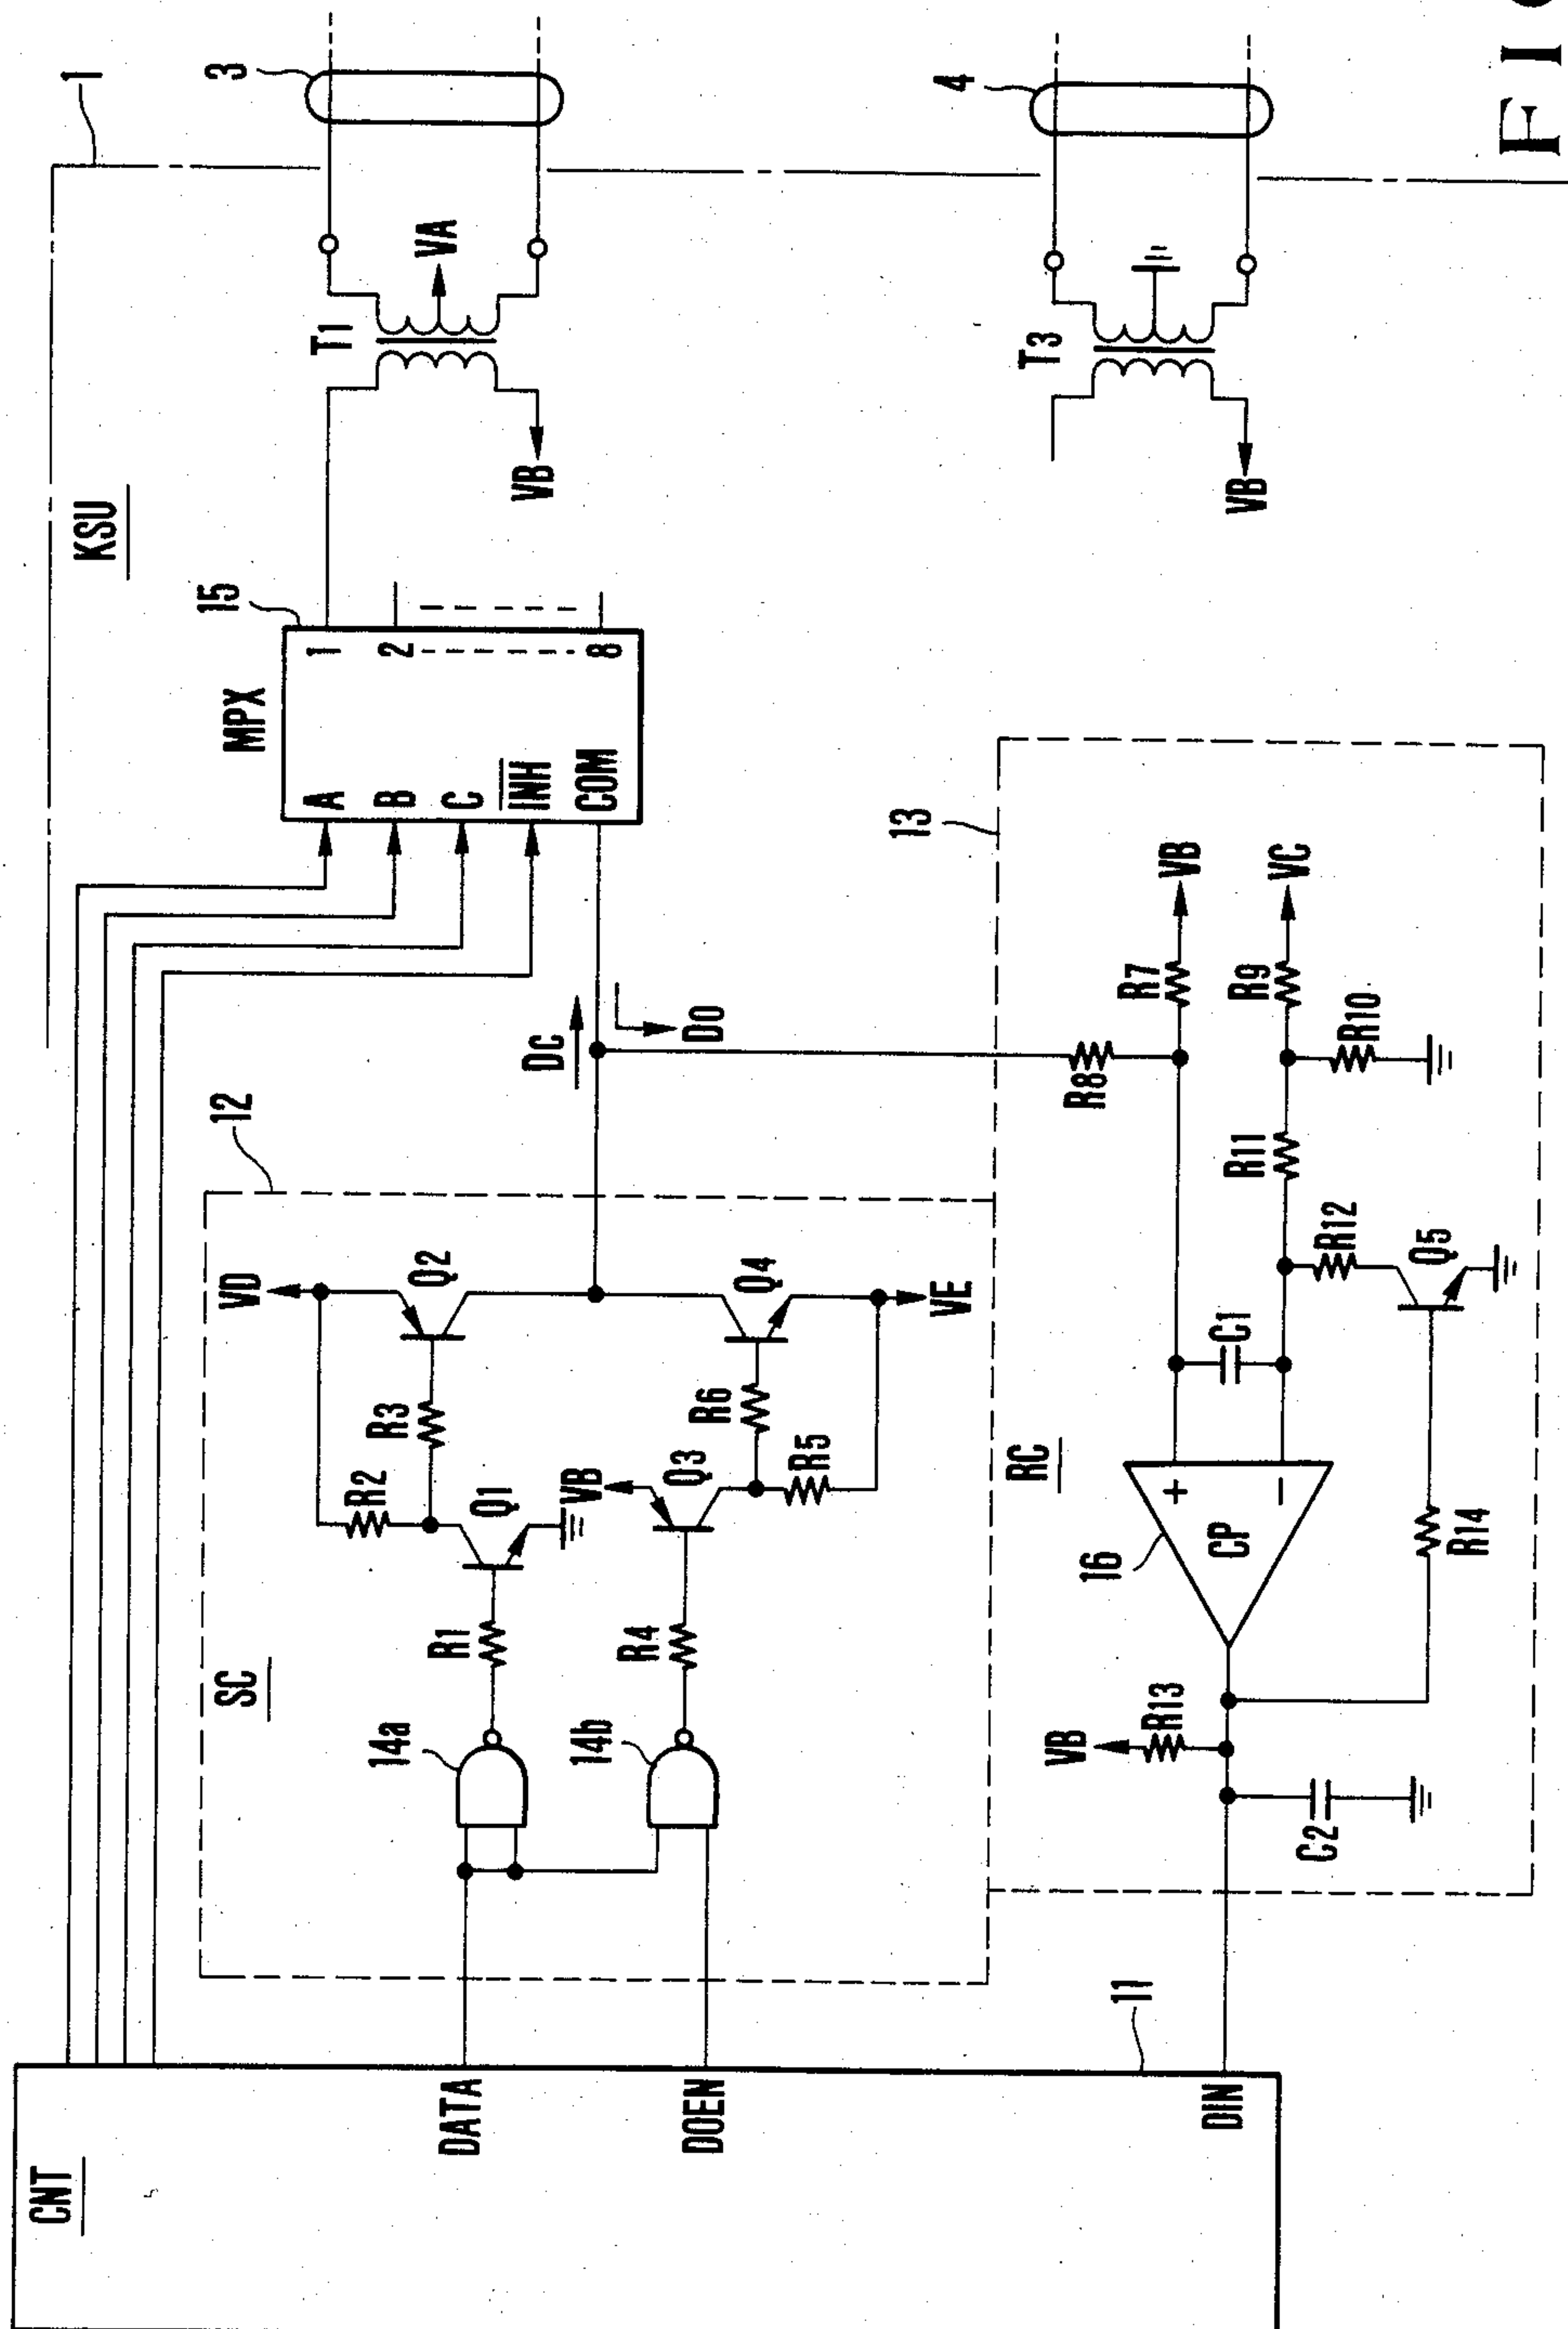 CNT
DATA
DOEN
DIN
11
KSU
1
SC
12
14a
14b
R1
R2
R3
R4
R5
R6
Q1
Q2
Q3
Q4
VD
VB
VE
DC
DO
MPX
15
A
B
C
INH
COM
1
2
8
T1
VA
VB
3
T3
VB
4
RC
13
16
CP
+
−
C1
C2
VB
R13
R14
R12
Q5
R11
R8
R7
VB
R9
VC
R10
FI